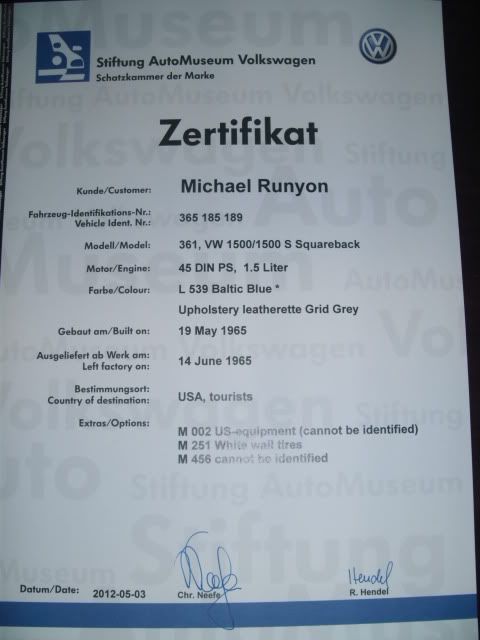 Stiftung AutoMuseum Volkswagen
Schatzkammer der Marke
Zertifikat
Kunde/Customer: Michael Runyon
Fahrzeug-Identifikations-Nr.:
Vehicle Ident. Nr.: 365 185 189
Modell/Model: 361, VW 1500/1500 S Squareback
Motor/Engine: 45 DIN PS, 1.5 Liter
Farbe/Colour: L 539 Baltic Blue *
Upholstery leatherette Grid Grey
Gebaut am/Built on: 19 May 1965
Ausgeliefert ab Werk am:
Left factory on: 14 June 1965
Bestimmungsort:
Country of destination: USA, tourists
Extras/Options: M 002 US-equipment (cannot be identified)
M 251 White wall tires
M 456 cannot be identified
Neefe
Hendel
Datum/Date: 2012-05-03 Chr. Neefe R. Hendel